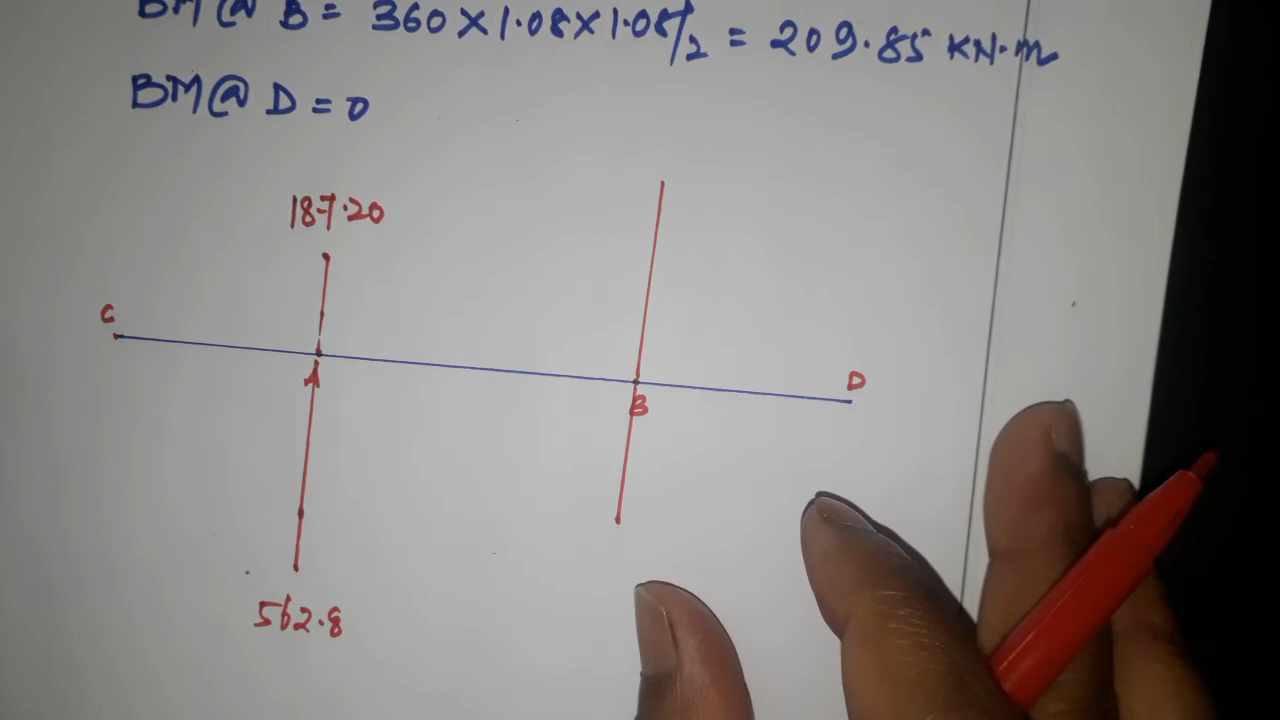 BM@ B = 360×1.08×1.08/2 = 209.85 KN.m
BM@ D = 0
187.20
C
A
D
B
562.8